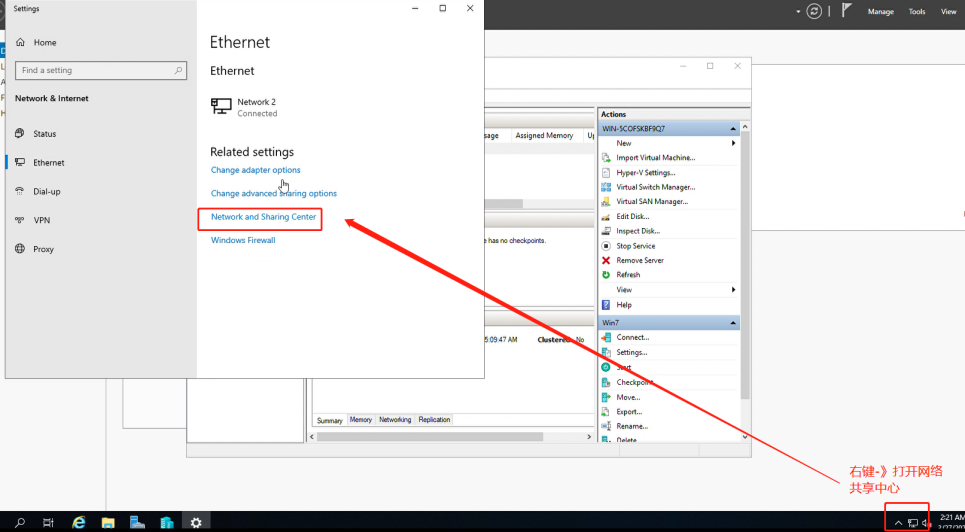 Settings
Manage
Tools
View
Home
Find a setting
Network & Internet
Status
Ethernet
Dial-up
VPN
Proxy
Ethernet
Ethernet
Network 2
Connected
Related settings
Change adapter options
Change advanced sharing options
Network and Sharing Center
Windows Firewall
Assigned Memory
has no checkpoints.
5:09:47 AM
Clustered:
No
Summary
Memory
Networking
Replication
Actions
WIN-5COFSKBF9Q7
New
Import Virtual Machine...
Hyper-V Settings...
Virtual Switch Manager...
Virtual SAN Manager...
Edit Disk...
Inspect Disk...
Stop Service
Remove Server
Refresh
View
Help
Win7
Connect...
Settings...
Start
Checkpoint
Move...
Export...
Rename...
Delete
右键-》打开网络
共享中心
2:21 AM